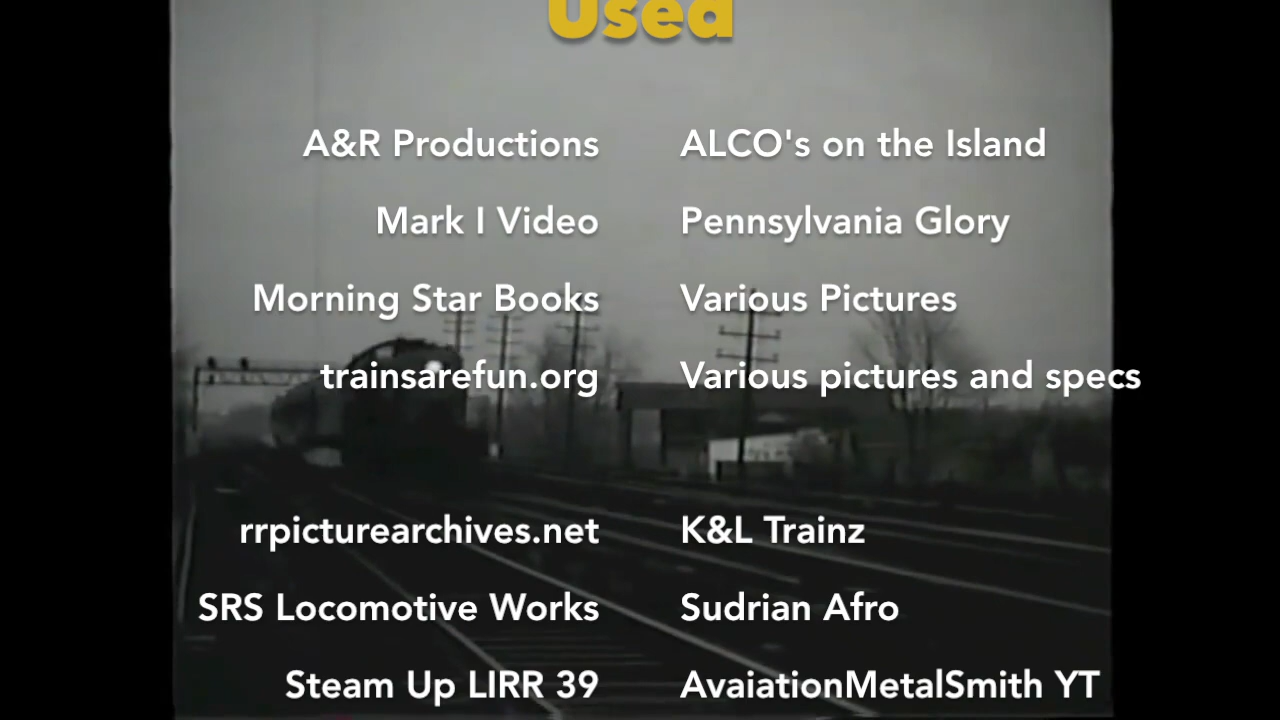 Used
A&R Productions ALCO's on the Island
Mark I Video Pennsylvania Glory
Morning Star Books Various Pictures
trainsarefun.org Various pictures and specs
rrpicturearchives.net K&L Trainz
SRS Locomotive Works Sudrian Afro
Steam Up LIRR 39 AvaiationMetalSmith YT